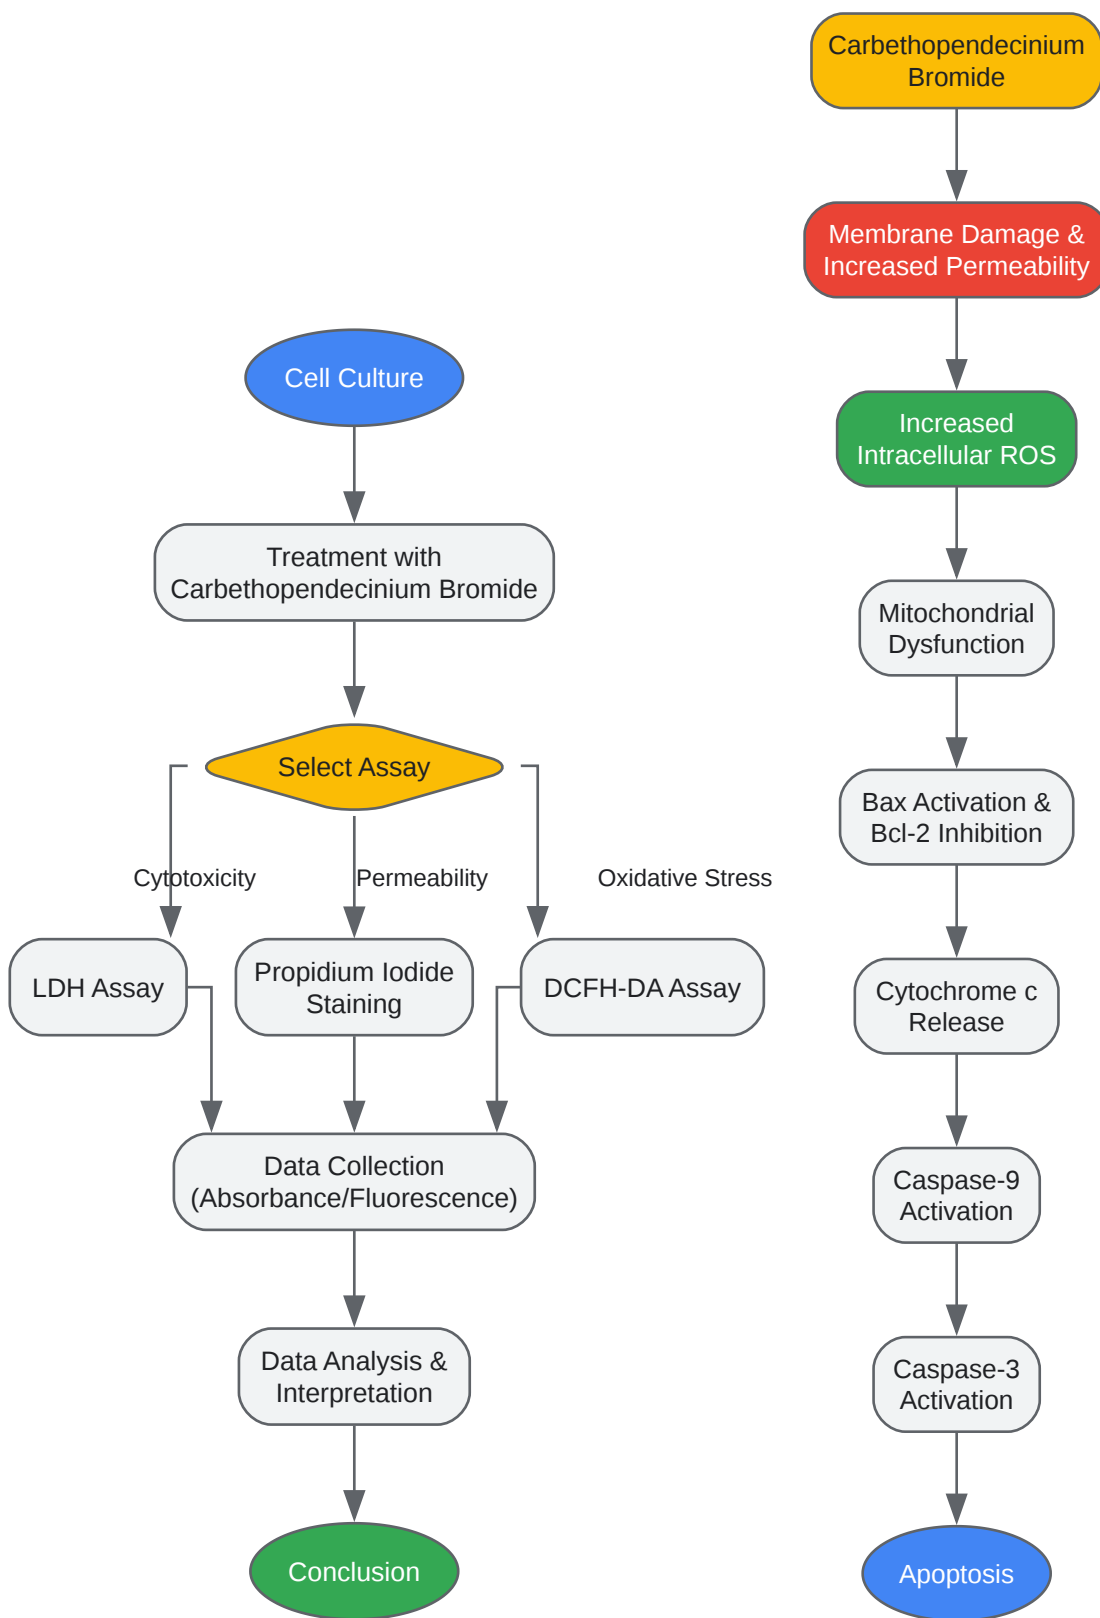 Cell Culture
Treatment with
Carbethopendecinium Bromide
Select Assay
Cytotoxicity
Permeability
Oxidative Stress
LDH Assay
Propidium Iodide
Staining
DCFH-DA Assay
Data Collection
(Absorbance/Fluorescence)
Data Analysis &
Interpretation
Conclusion
Carbethopendecinium
Bromide
Membrane Damage &
Increased Permeability
Increased
Intracellular ROS
Mitochondrial
Dysfunction
Bax Activation &
Bcl-2 Inhibition
Cytochrome c
Release
Caspase-9
Activation
Caspase-3
Activation
Apoptosis